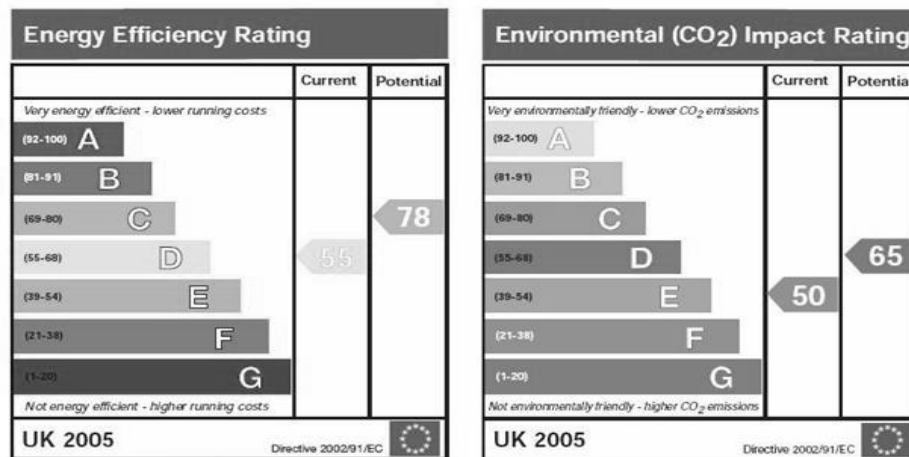 Energy Efficiency Rating
Current Potential
Very energy efficient - lower running costs
(92-100) A
(81-91) B
(69-80) C
78
(55-68) D
55
(39-54) E
(21-38) F
(1-20) G
Not energy efficient - higher running costs
UK 2005
Directive 2002/91/EC
Environmental (CO2) Impact Rating
Current Potential
Very environmentally friendly - lower CO2 emissions
(92-100) A
(81-91) B
(69-80) C
(55-68) D
65
(39-54) E
50
(21-38) F
(1-20) G
Not environmentally friendly - higher CO2 emissions
UK 2005
Directive 2002/91/EC